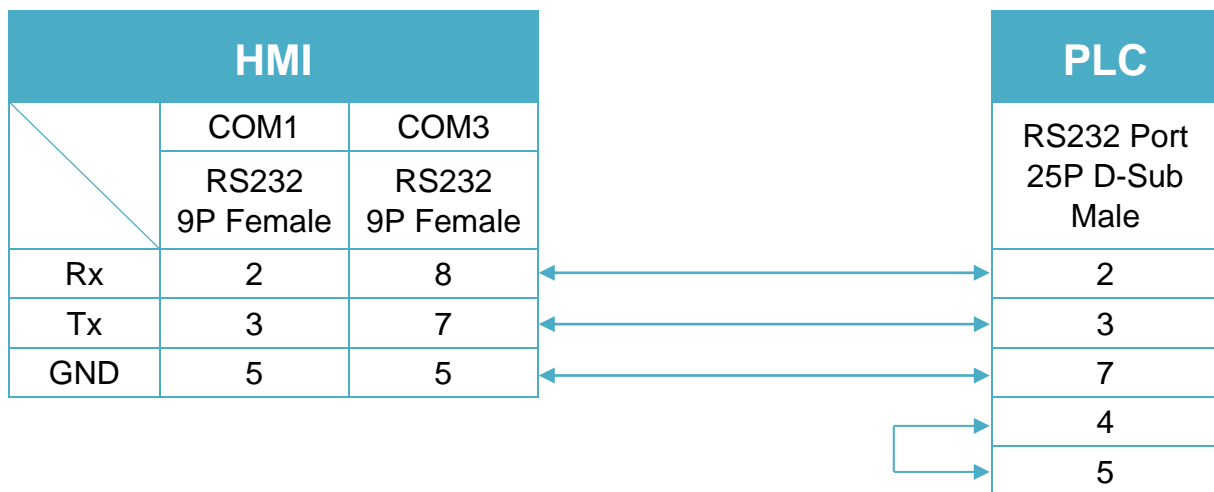 HMI
PLC
COM1 COM3
RS232 Port
25P D-Sub
Male
RS232 RS232
9P Female 9P Female
Rx 2 8 2
Tx 3 7 3
GND 5 5 7
4
5